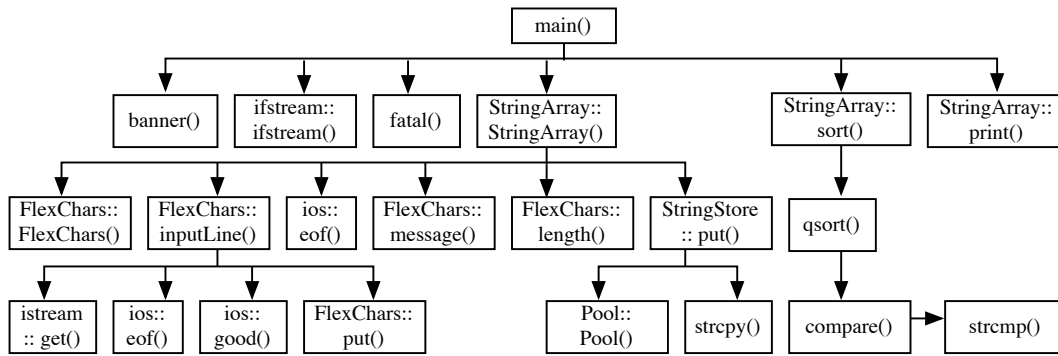 main()
banner()
ifstream::
ifstream()
fatal()
StringArray::
StringArray()
StringArray::
sort()
StringArray::
print()
FlexChars::
FlexChars()
FlexChars::
inputLine()
ios::
eof()
FlexChars::
message()
FlexChars::
length()
StringStore
:: put()
qsort()
istream
:: get()
ios::
eof()
ios::
good()
FlexChars::
put()
Pool::
Pool()
strcpy()
compare()
strcmp()